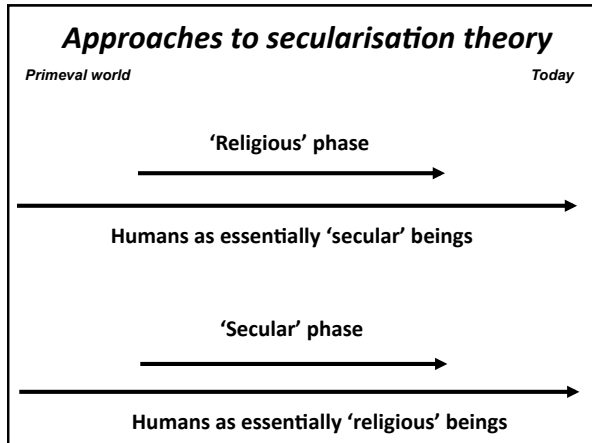 Approaches to secularisation theory
Primeval world Today
‘Religious’ phase
Humans as essentially ‘secular’ beings
‘Secular’ phase
Humans as essentially ‘religious’ beings